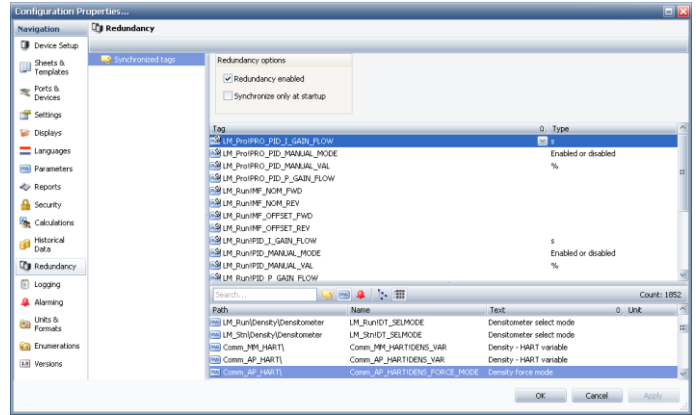 Configuration Properties...
Navigation
Redundancy
Device Setup
Sheets &
Templates
Ports &
Devices
Settings
Displays
Languages
Parameters
Reports
Security
Calculations
Historical
Data
Redundancy
Logging
Alarming
Units &
Formats
Enumerations
Versions
Synchronized tags
Redundancy options
Redundancy enabled
Synchronize only at startup
Tag 0 Type
LM_Pro!PRO_PID_I_GAIN_FLOW s
LM_Pro!PRO_PID_MANUAL_MODE Enabled or disabled
LM_Pro!PRO_PID_MANUAL_VAL %
LM_Pro!PRO_PID_P_GAIN_FLOW
LM_Run!MF_NOM_FWD
LM_Run!MF_NOM_REV
LM_Run!MF_OFFSET_FWD
LM_Run!MF_OFFSET_REV
LM_Run!PID_I_GAIN_FLOW s
LM_Run!PID_MANUAL_MODE Enabled or disabled
LM_Run!PID_MANUAL_VAL %
LM_Run!PID_P_GAIN_FLOW
Search... Count: 1852
Path Name Text 0 Unit
LM_Run\Density\Densitometer LM_Run!DT_SELMODE Densitometer select mode
LM_Stn\Density\Densitometer LM_Stn!DT_SELMODE Densitometer select mode
Comm_MM_HART\ Comm_MM_HART!DENS_VAR Density - HART variable
Comm_AP_HART\ Comm_AP_HART!DENS_VAR Density - HART variable
Comm_AP_HART\ Comm_AP_HART!DENS_FORCE_MODE Density force mode
OK Cancel Apply